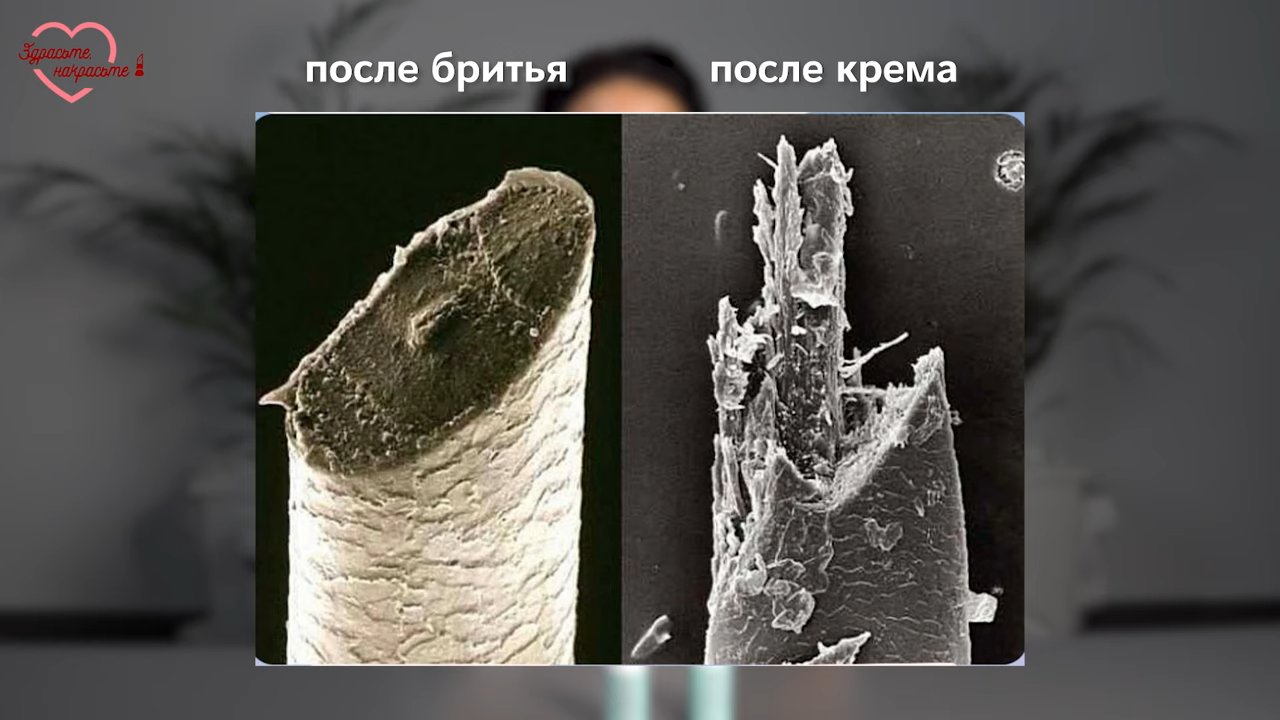 Здрасьте,
накрасьте
после бритья
после крема